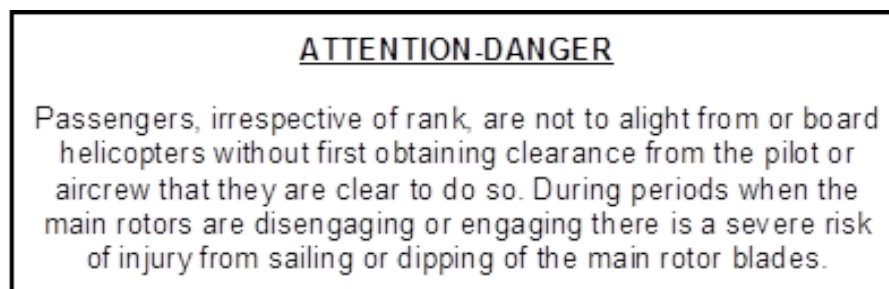 ATTENTION-DANGER
Passengers, irrespective of rank, are not to alight from or board
helicopters without first obtaining clearance from the pilot or
aircrew that they are clear to do so. During periods when the
main rotors are disengaging or engaging there is a severe risk
of injury from sailing or dipping of the main rotor blades.